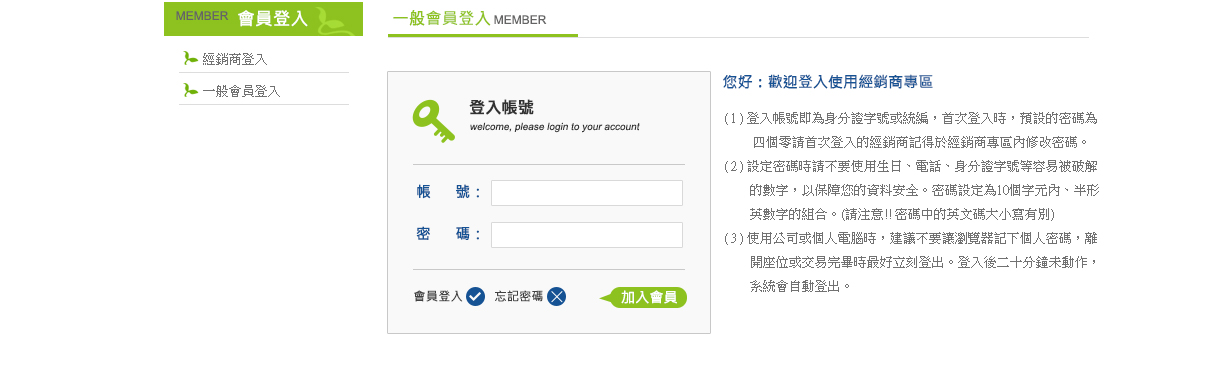 MEMBER 會員登入
經銷商登入
一般會員登入
一般會員登入 MEMBER
登入帳號
welcome, please login to your account
帳 號：
密 碼：
會員登入 忘記密碼 加入會員
您好：歡迎登入使用經銷商專區
(1)登入帳號即為身分證字號或統編，首次登入時，預設的密碼為
四個零請首次登入的經銷商記得於經銷商專區內修改密碼。
(2)設定密碼時請不要使用生日、電話、身分證字號等容易被破解
的數字，以保障您的資料安全。密碼設定為10個字元內、半形
英數字的組合。(請注意!!密碼中的英文碼大小寫有別)
(3)使用公司或個人電腦時，建議不要讓瀏覽器記下個人密碼，離
開座位或交易完畢時最好立刻登出。登入後二十分鐘未動作，
系統會自動登出。